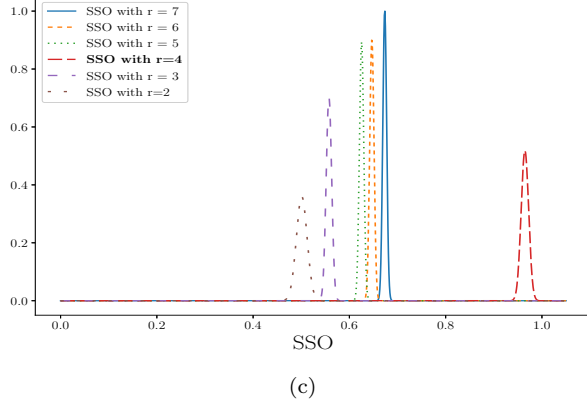 SSO with r = 7
SSO with r = 6
SSO with r = 5
SSO with r=4
SSO with r = 3
SSO with r=2
1.0
0.8
0.6
0.4
0.2
0.0
0.0 0.2 0.4 0.6 0.8 1.0
SSO
(c)